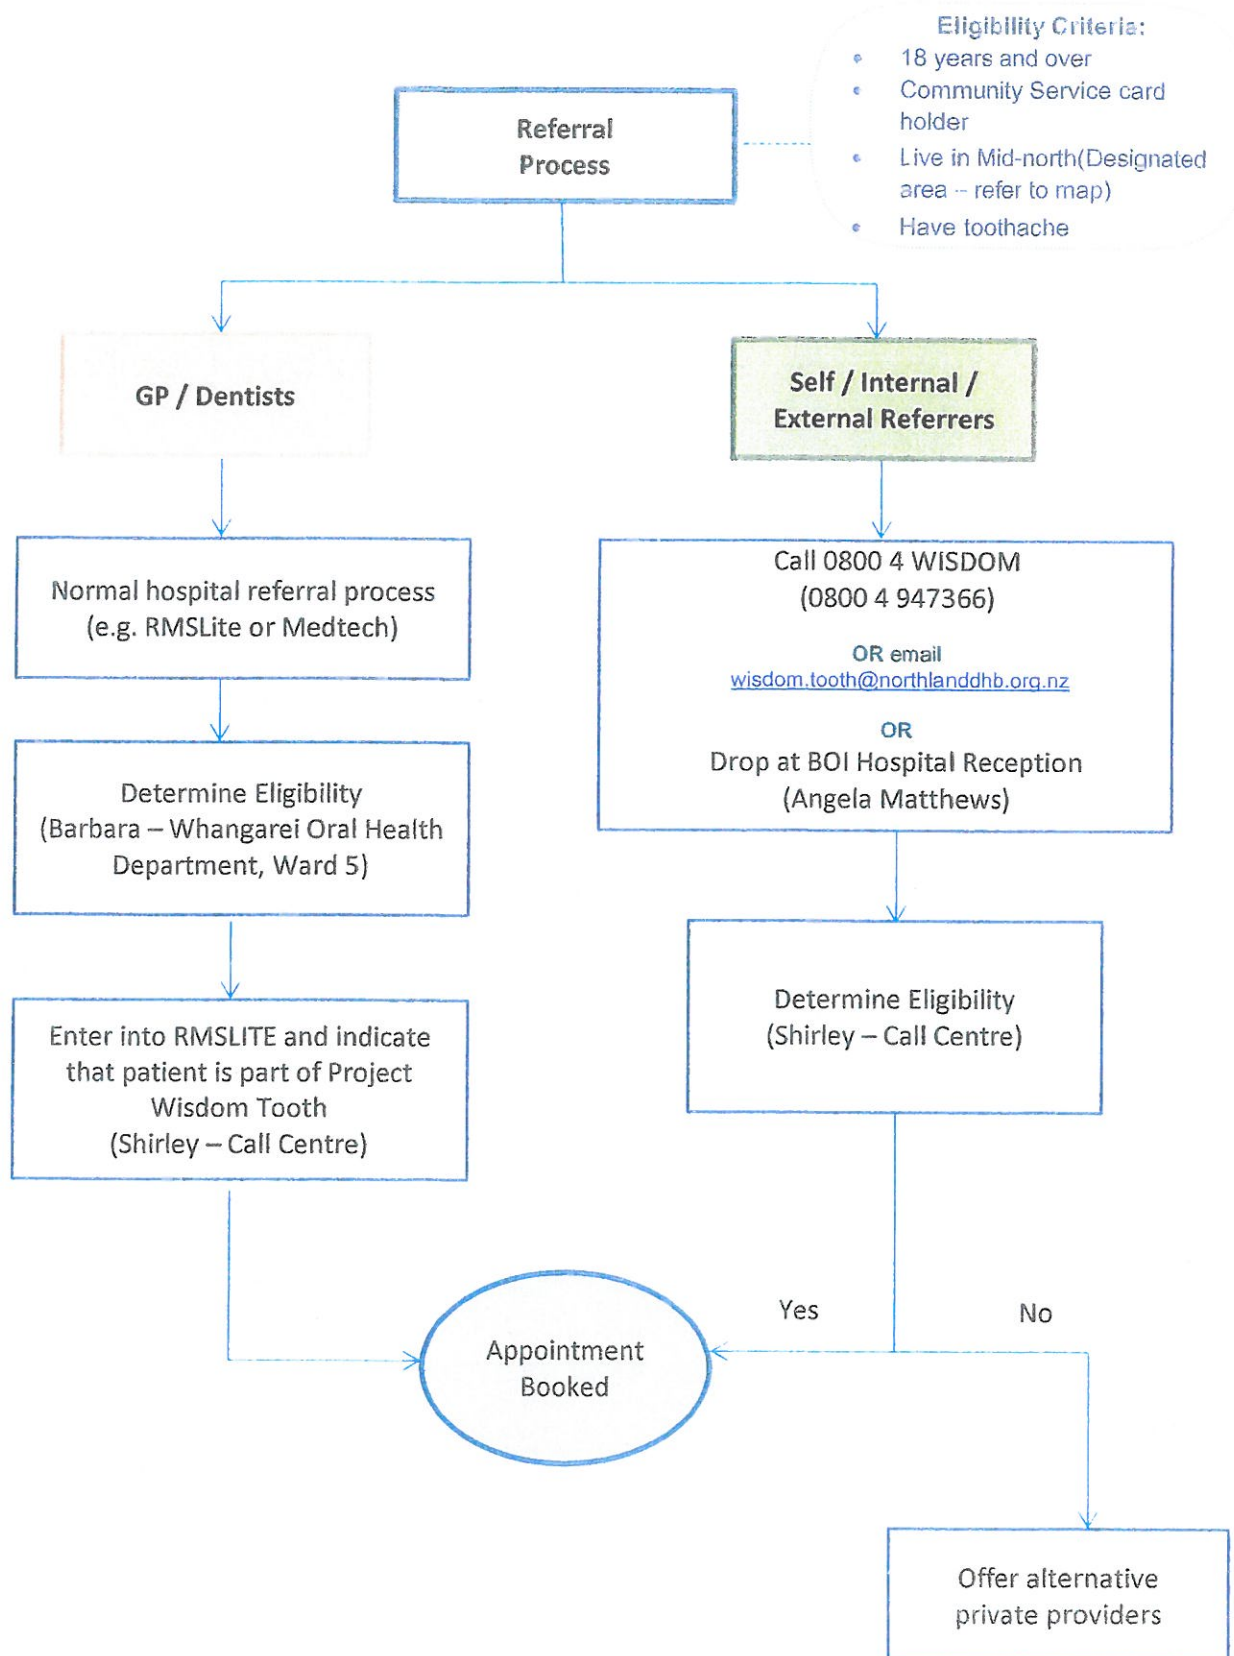 Eligibility Criteria:
• 18 years and over
• Community Service card
holder
• Live in Mid-north(Designated
area – refer to map)
• Have toothache
Referral
Process
GP / Dentists
Self / Internal /
External Referrers
Normal hospital referral process
(e.g. RMSLite or Medtech)
Call 0800 4 WISDOM
(0800 4 947366)
OR email
wisdom.tooth@northlanddhb.org.nz
OR
Drop at BOI Hospital Reception
(Angela Matthews)
Determine Eligibility
(Barbara – Whangarei Oral Health
Department, Ward 5)
Determine Eligibility
(Shirley – Call Centre)
Enter into RMSLITE and indicate
that patient is part of Project
Wisdom Tooth
(Shirley – Call Centre)
Yes
No
Appointment
Booked
Offer alternative
private providers